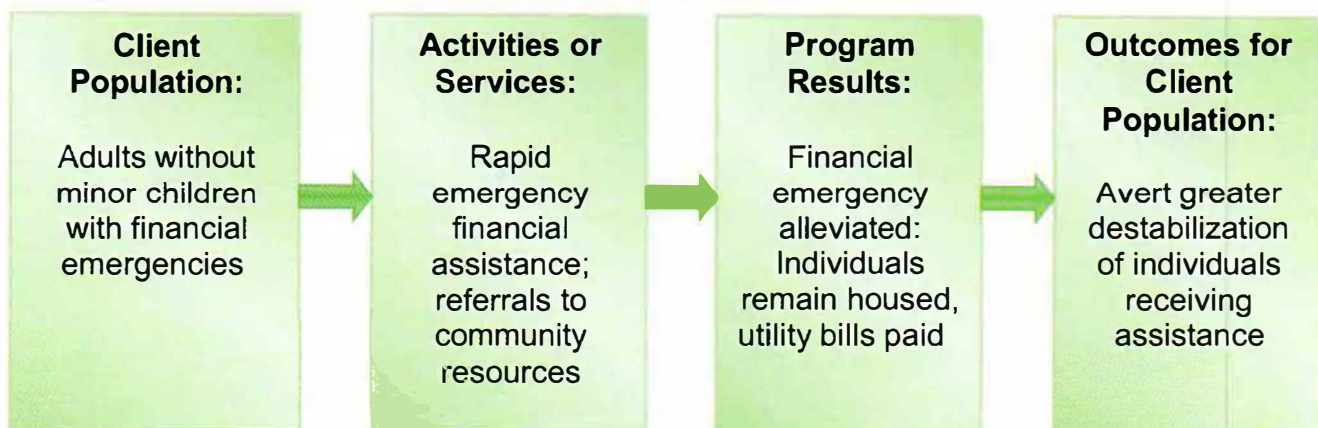 Client
Population:
Adults without
minor children
with financial
emergencies
Activities or
Services:
Rapid
emergency
financial
assistance;
referrals to
community
resources
Program
Results:
Financial
emergency
alleviated:
Individuals
remain housed,
utility bills paid
Outcomes for
Client
Population:
Avert greater
destabilization
of individuals
receiving
assistance